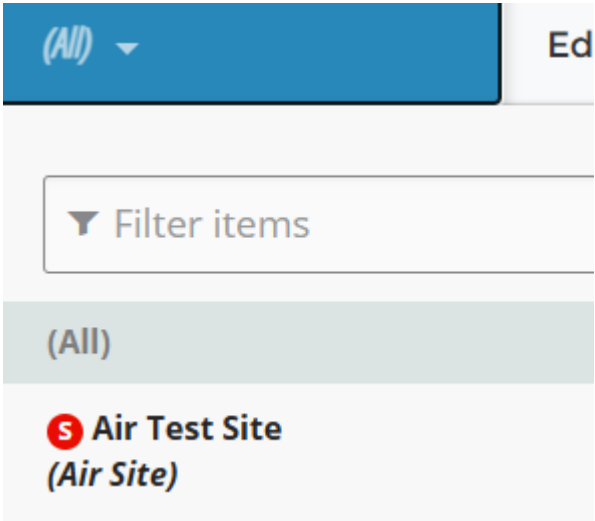 (All)
Ed
Filter items
(All)
S Air Test Site
(Air Site)